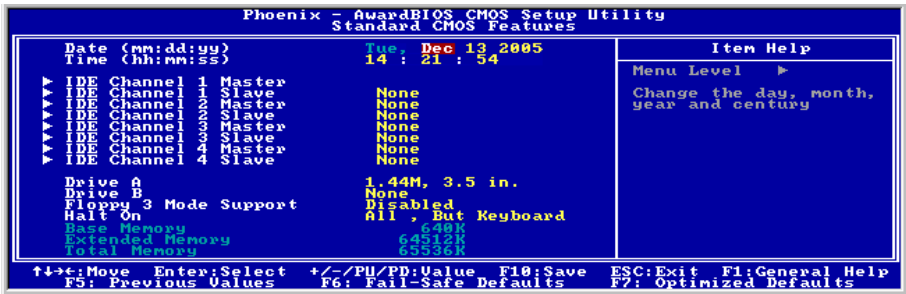 Phoenix - AwardBIOS CMOS Setup Utility
Standard CMOS Features
Date (mm:dd:yy) Tue, Dec 13 2005
Time (hh:mm:ss) 14 : 21 : 54
► IDE Channel 1 Master
► IDE Channel 1 Slave None
► IDE Channel 2 Master None
► IDE Channel 2 Slave None
► IDE Channel 3 Master None
► IDE Channel 3 Slave None
► IDE Channel 4 Master None
► IDE Channel 4 Slave None
Drive A 1.44M, 3.5 in.
Drive B None
Floppy 3 Mode Support Disabled
Halt On All , But Keyboard
Base Memory 640K
Extended Memory 64512K
Total Memory 65536K
Item Help
Menu Level ►
Change the day, month,
year and century
↑↓→←:Move Enter:Select +/-/PU/PD:Value F10:Save ESC:Exit F1:General Help
F5: Previous Values F6: Fail-Safe Defaults F7: Optimized Defaults